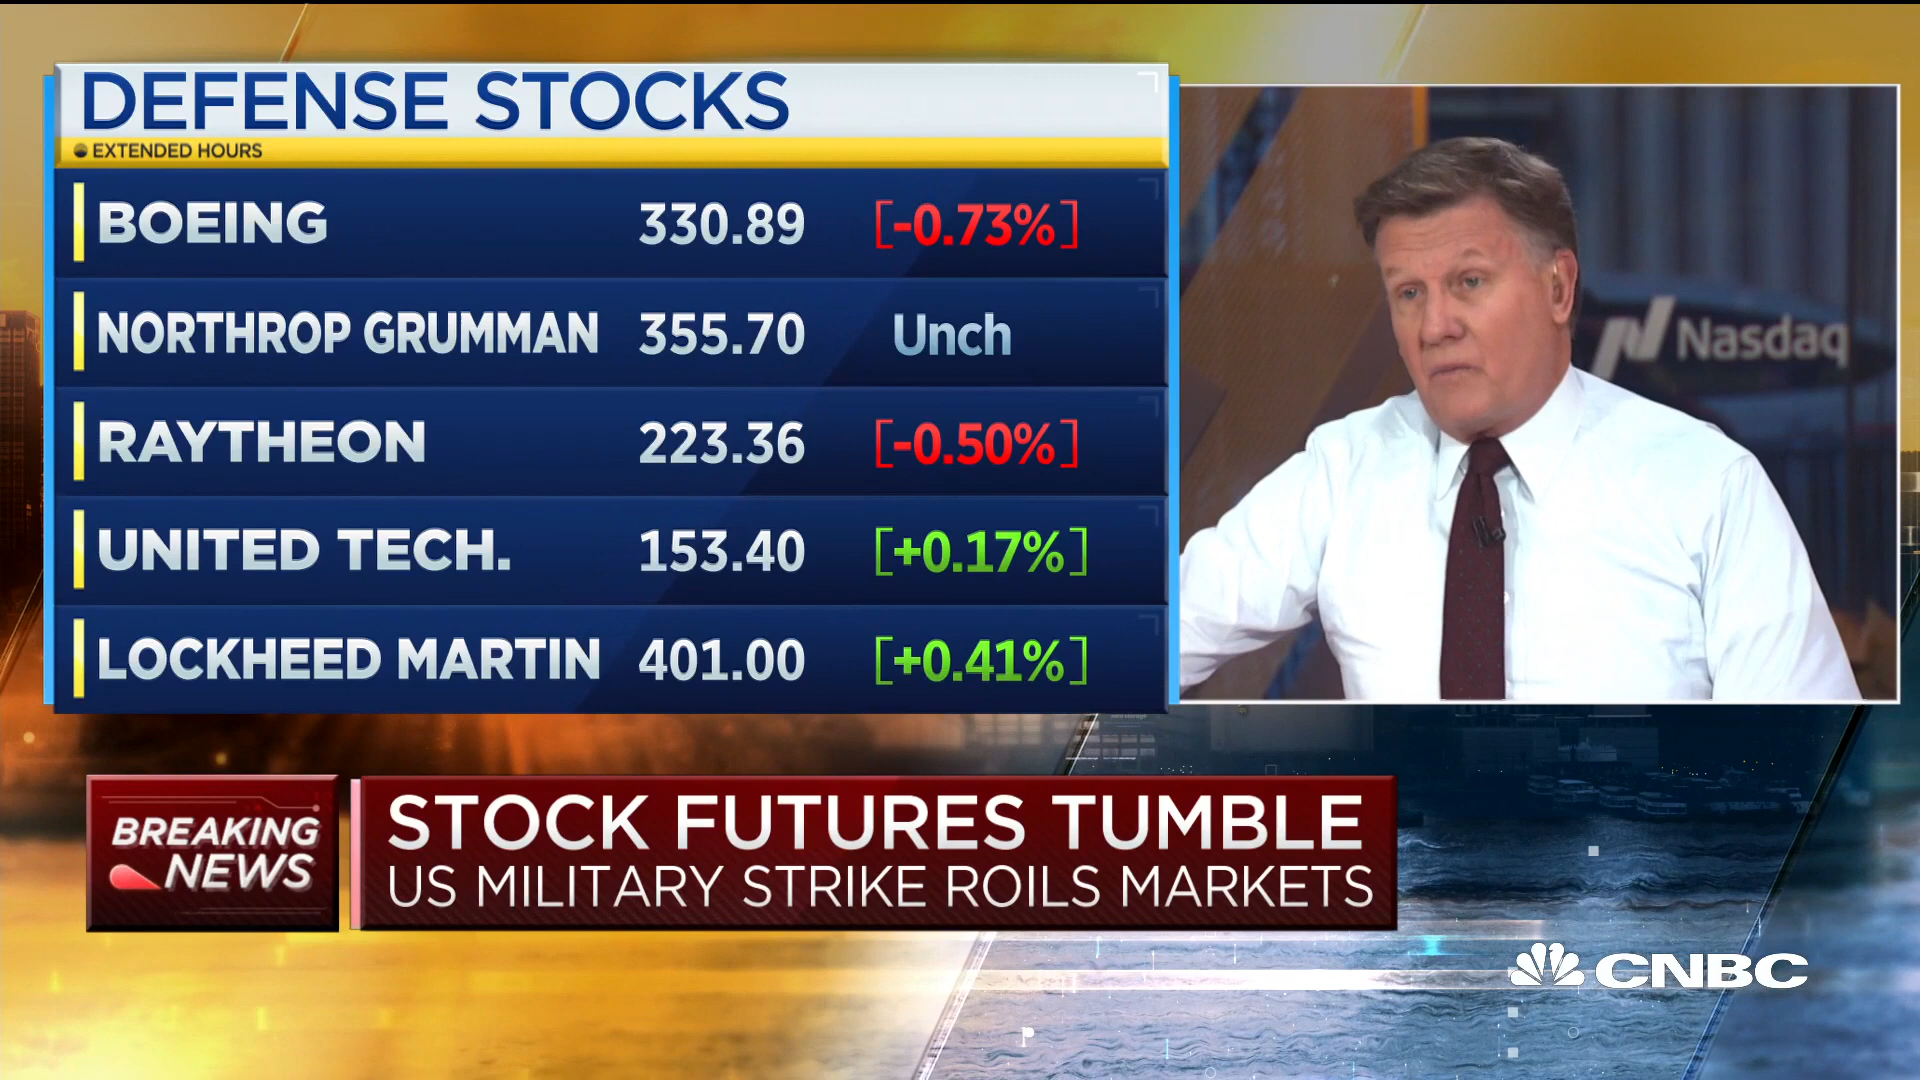 DEFENSE STOCKS
EXTENDED HOURS
BOEING 330.89 [-0.73%]
NORTHROP GRUMMAN 355.70 Unch
RAYTHEON 223.36 [-0.50%]
UNITED TECH. 153.40 [+0.17%]
LOCKHEED MARTIN 401.00 [+0.41%]
Nasdaq
BREAKING
NEWS
STOCK FUTURES TUMBLE
US MILITARY STRIKE ROILS MARKETS
CNBC